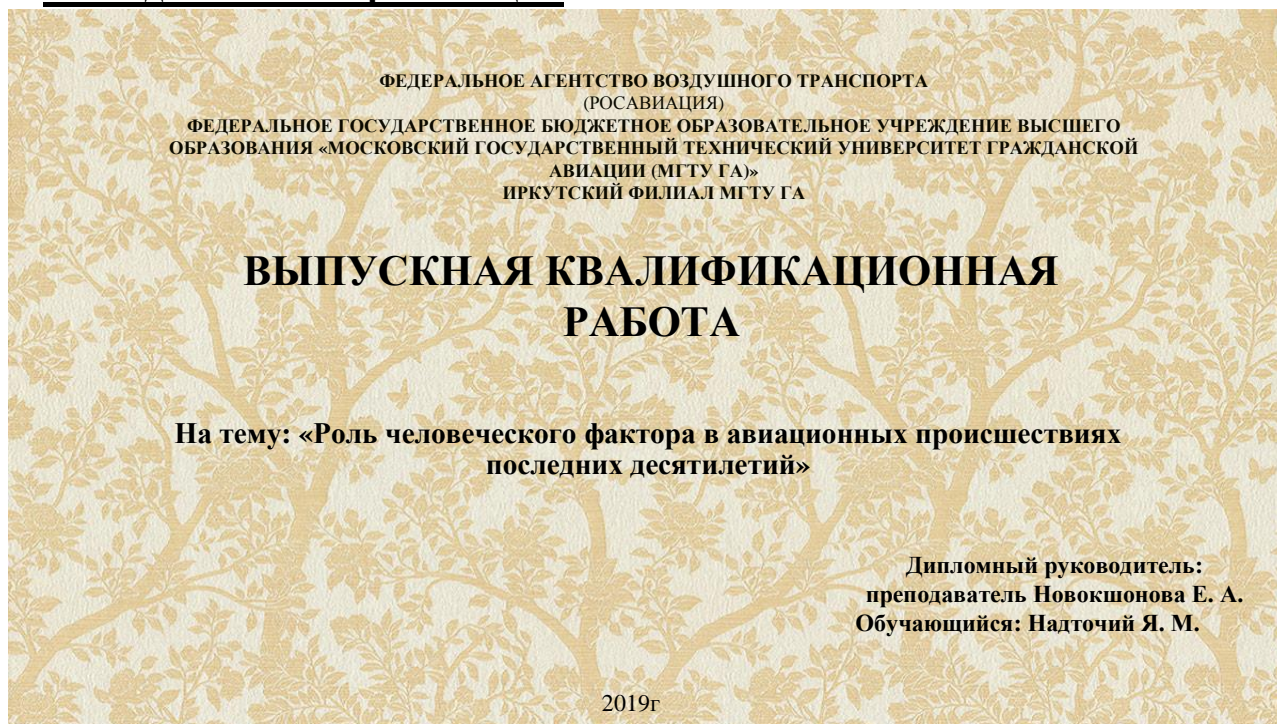 ФЕДЕРАЛЬНОЕ АГЕНТСТВО ВОЗДУШНОГО ТРАНСПОРТА
(РОСАВИАЦИЯ)
ФЕДЕРАЛЬНОЕ ГОСУДАРСТВЕННОЕ БЮДЖЕТНОЕ ОБРАЗОВАТЕЛЬНОЕ УЧРЕЖДЕНИЕ ВЫСШЕГО
ОБРАЗОВАНИЯ «МОСКОВСКИЙ ГОСУДАРСТВЕННЫЙ ТЕХНИЧЕСКИЙ УНИВЕРСИТЕТ ГРАЖДАНСКОЙ
АВИАЦИИ (МГТУ ГА)»
ИРКУТСКИЙ ФИЛИАЛ МГТУ ГА
ВЫПУСКНАЯ КВАЛИФИКАЦИОННАЯ
РАБОТА
На тему: «Роль человеческого фактора в авиационных происшествиях
последних десятилетий»
Дипломный руководитель:
преподаватель Новокшонова Е. А.
Обучающийся: Надточий Я. М.
2019г